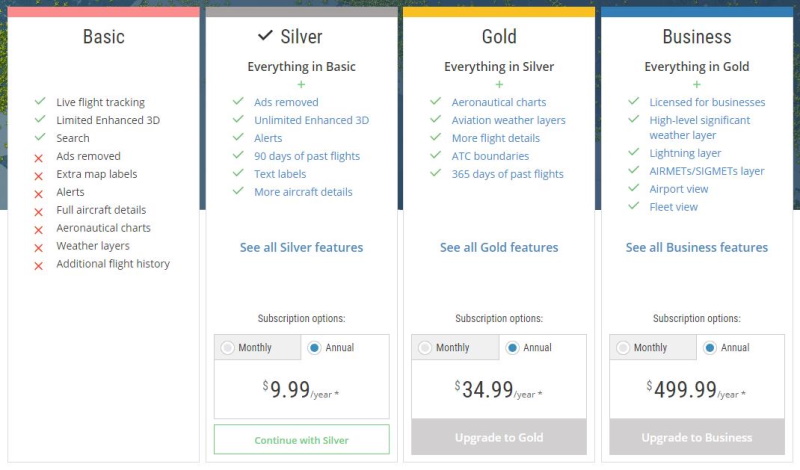 Basic
Live flight tracking
Limited Enhanced 3D
Search
Ads removed
Extra map labels
Alerts
Full aircraft details
Aeronautical charts
Weather layers
Additional flight history
Silver
Everything in Basic
+
Ads removed
Unlimited Enhanced 3D
Alerts
90 days of past flights
Text labels
More aircraft details
See all Silver features
Subscription options:
Monthly
Annual
$9.99/year *
Continue with Silver
Gold
Everything in Silver
+
Aeronautical charts
Aviation weather layers
More flight details
ATC boundaries
365 days of past flights
See all Gold features
Subscription options:
Monthly
Annual
$34.99/year *
Upgrade to Gold
Business
Everything in Gold
+
Licensed for businesses
High-level significant
weather layer
Lightning layer
AIRMETs/SIGMETs layer
Airport view
Fleet view
See all Business features
Subscription options:
Monthly
Annual
$499.99/year *
Upgrade to Business